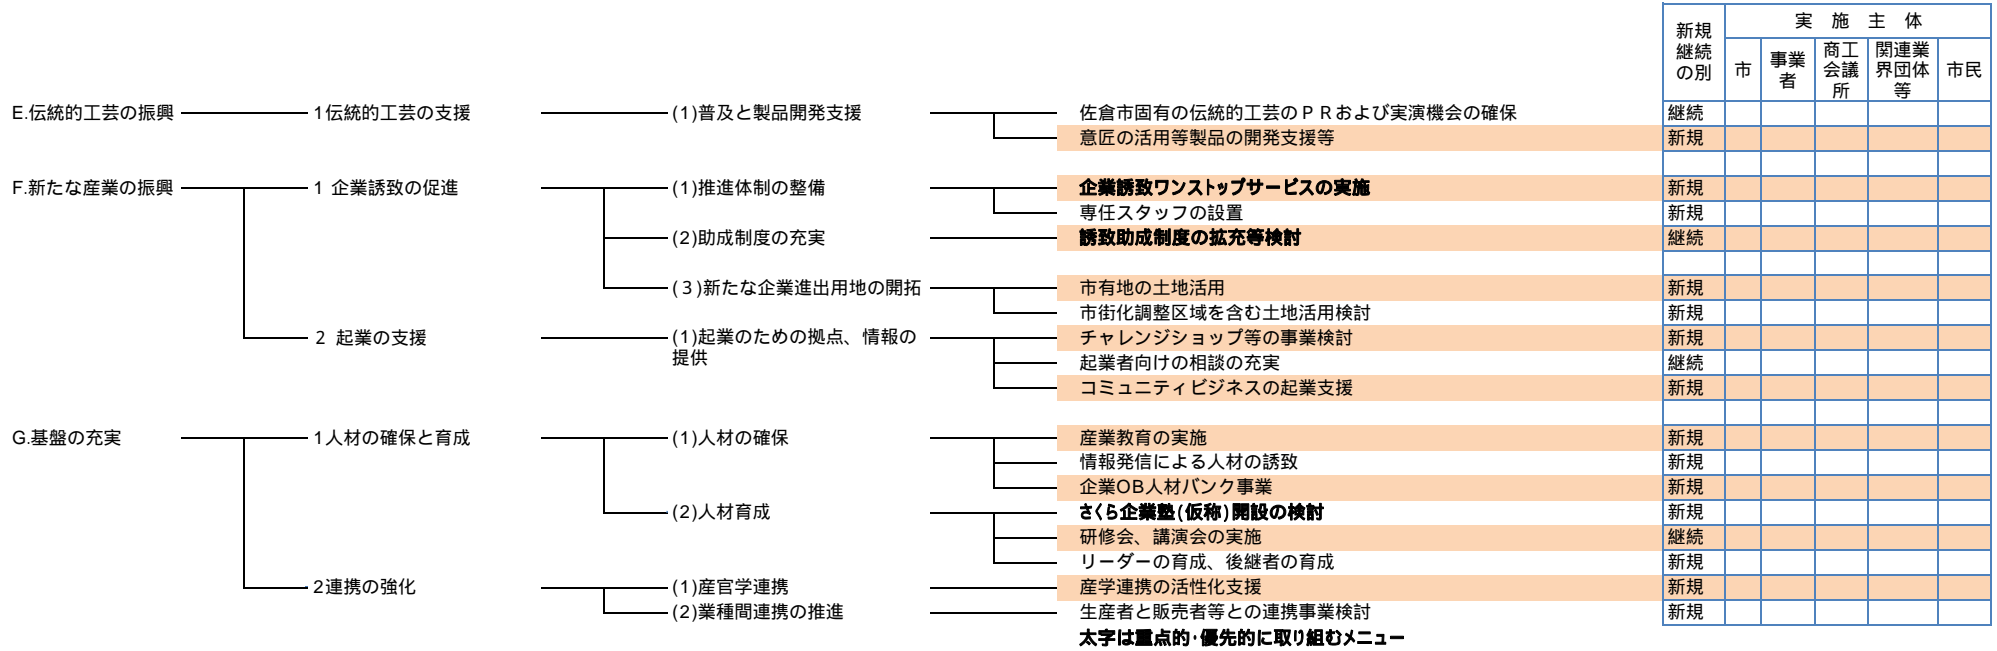 新規
継続
の別
実 施 主 体
市
事業
者
商工
会議
所
関連業
界団体
等
市民
E.伝統的工芸の振興 1伝統的工芸の支援 (1)普及と製品開発支援 佐倉市固有の伝統的工芸のＰＲおよび実演機会の確保 継続
意匠の活用等製品の開発支援等 新規
F.新たな産業の振興 1 企業誘致の促進 (1)推進体制の整備 企業誘致ワンストップサービスの実施 新規
専任スタッフの設置 新規
(2)助成制度の充実 誘致助成制度の拡充等検討 継続
(３)新たな企業進出用地の開拓 市有地の土地活用 新規
市街化調整区域を含む土地活用検討 新規
2 起業の支援 (1)起業のための拠点、情報の チャレンジショップ等の事業検討 新規
提供
起業者向けの相談の充実 継続
コミュニティビジネスの起業支援 新規
G.基盤の充実 1人材の確保と育成 (1)人材の確保 産業教育の実施 新規
情報発信による人材の誘致 新規
企業OB人材バンク事業 新規
(2)人材育成 さくら企業塾(仮称)開設の検討 新規
研修会、講演会の実施 継続
リーダーの育成、後継者の育成 新規
2連携の強化 (1)産官学連携 産学連携の活性化支援 新規
(2)業種間連携の推進 生産者と販売者等との連携事業検討 新規
太字は重点的・優先的に取り組むメニュー